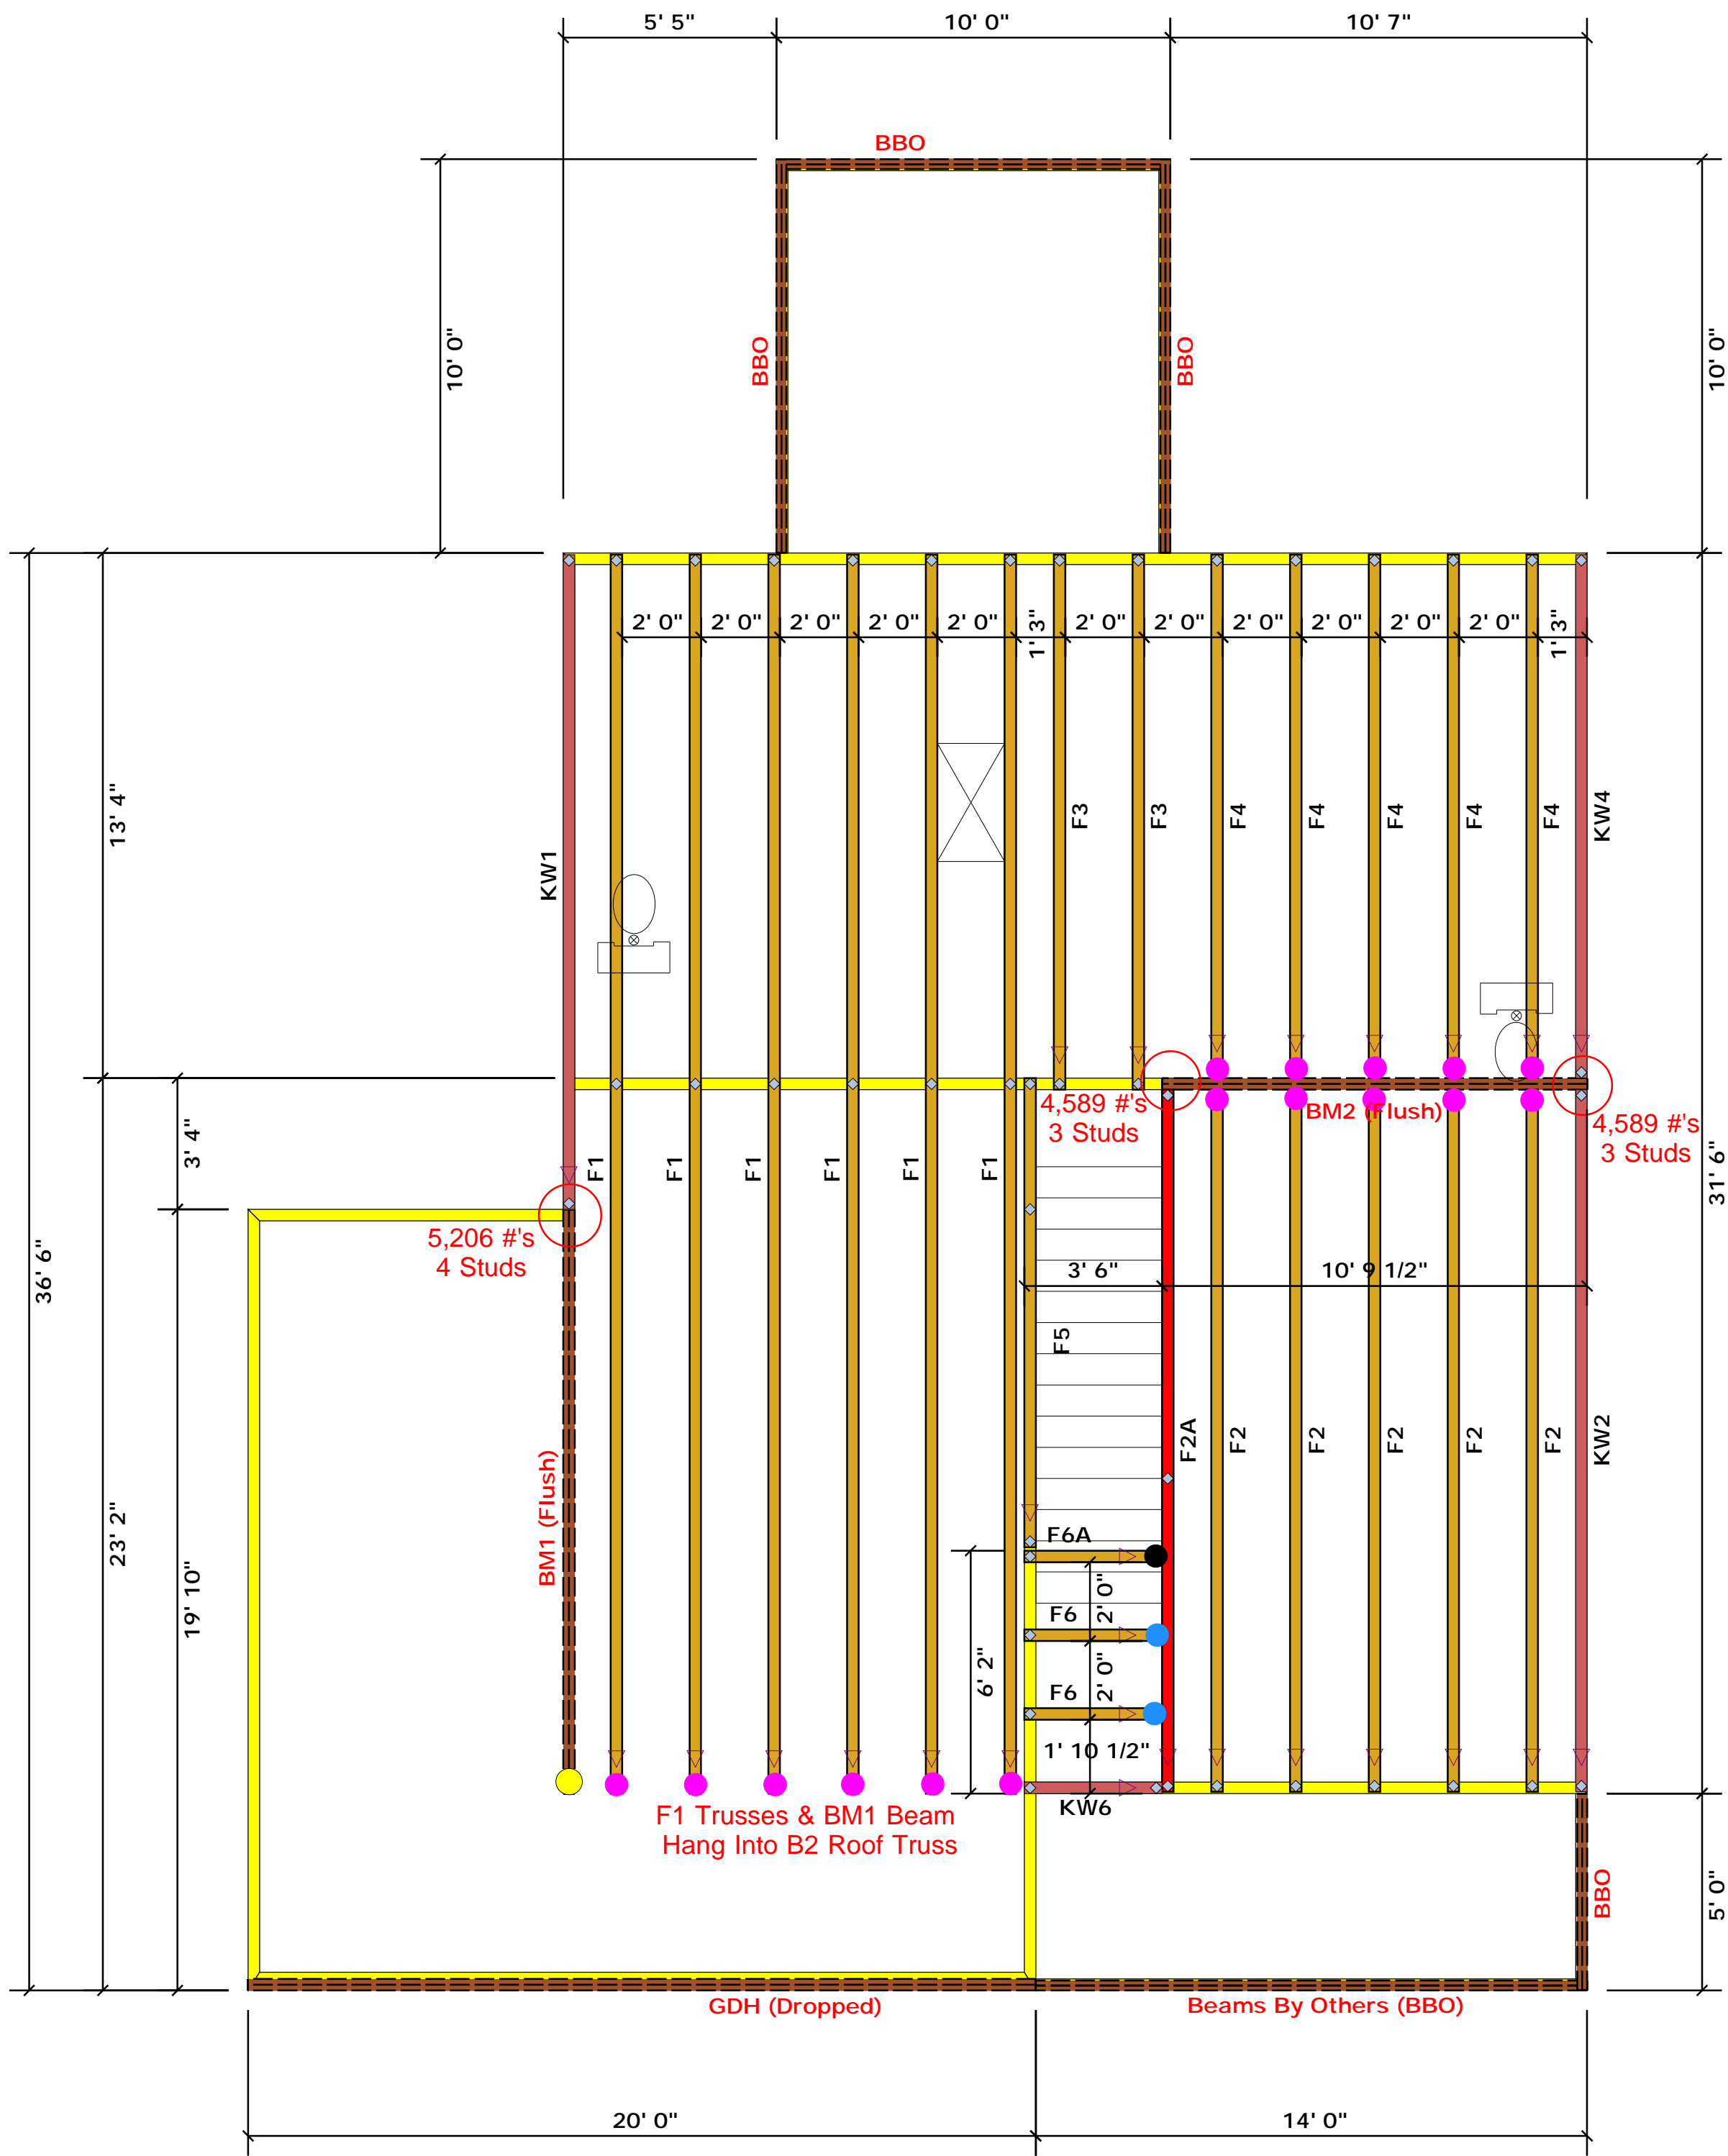 5' 5"
10' 0"
10' 7"
BBO
BBO
BBO
10' 0"
10' 0"
2' 0"
2' 0"
2' 0"
2' 0"
2' 0"
1' 3"
2' 0"
2' 0"
2' 0"
2' 0"
2' 0"
2' 0"
1' 3"
13' 4"
KW1
F3
F3
F4
F4
F4
F4
F4
KW4
36' 6"
3' 4"
31' 6"
4,589 #'s
3 Studs
BM2 (Flush)
4,589 #'s
3 Studs
F1
F1
F1
F1
F1
F1
5,206 #'s
4 Studs
3' 6"
10' 9 1/2"
F5
F2A
F2
F2
F2
F2
F2
KW2
23' 2"
19' 10"
BM1 (Flush)
F6A
2' 0"
F6
6' 2"
2' 0"
F6
1' 10 1/2"
KW6
F1 Trusses & BM1 Beam
Hang Into B2 Roof Truss
BBO
5' 0"
GDH (Dropped)
Beams By Others (BBO)
20' 0"
14' 0"